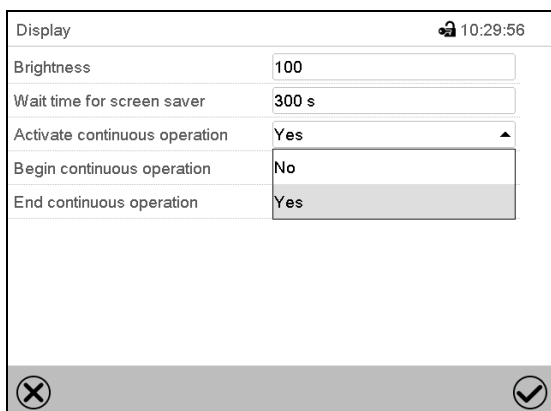 Display 10:29:56
Brightness 100
Wait time for screen saver 300 s
Activate continuous operation Yes
Begin continuous operation No
End continuous operation Yes